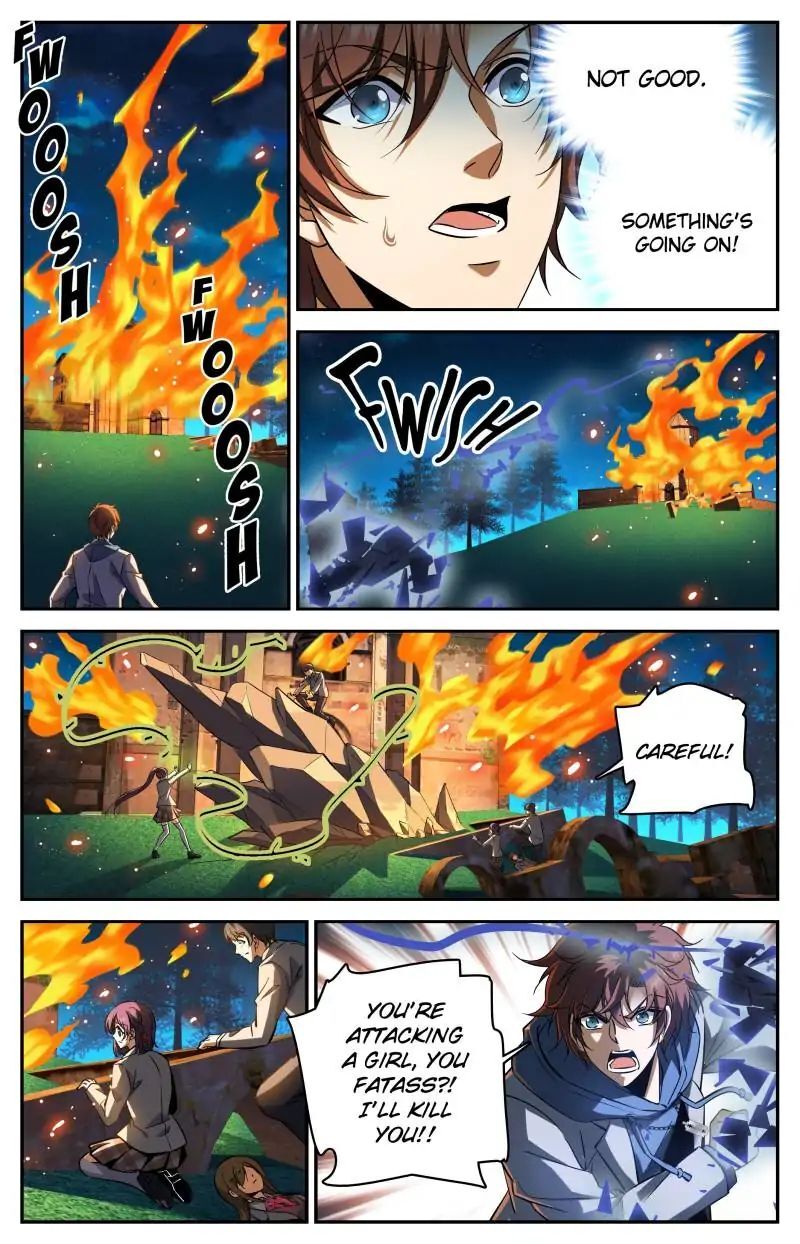 FWOOOSH
FWOOOSH
NOT GOOD.
SOMETHING'S
GOING ON!
FWISH
CAREFUL!
YOU'RE
ATTACKING
A GIRL, YOU
FATASS?!
I'LL KILL
YOU!!